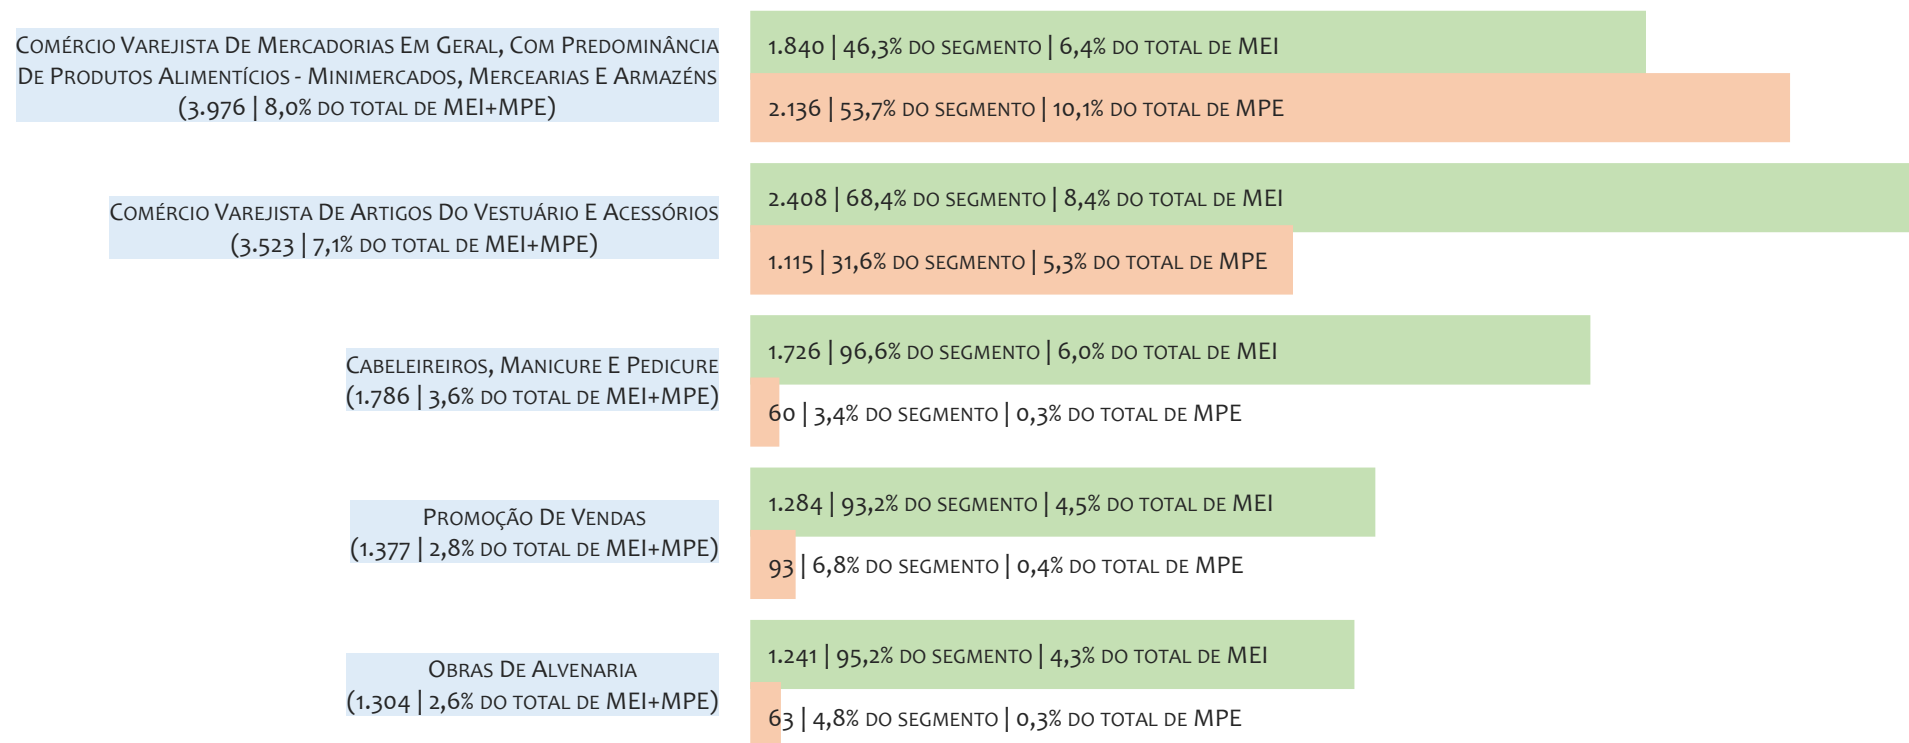 Comércio Varejista De Mercadorias Em Geral, Com Predominância
De Produtos Alimentícios - Minimercados, Mercearias E Armazéns
(3.976 | 8,0% do total de MEI+MPE)
1.840 | 46,3% do segmento | 6,4% do total de MEI
2.136 | 53,7% do segmento | 10,1% do total de MPE
Comércio Varejista De Artigos Do Vestuário E Acessórios
(3.523 | 7,1% do total de MEI+MPE)
2.408 | 68,4% do segmento | 8,4% do total de MEI
1.115 | 31,6% do segmento | 5,3% do total de MPE
Cabeleireiros, Manicure E Pedicure
(1.786 | 3,6% do total de MEI+MPE)
1.726 | 96,6% do segmento | 6,0% do total de MEI
60 | 3,4% do segmento | 0,3% do total de MPE
Promoção De Vendas
(1.377 | 2,8% do total de MEI+MPE)
1.284 | 93,2% do segmento | 4,5% do total de MEI
93 | 6,8% do segmento | 0,4% do total de MPE
Obras De Alvenaria
(1.304 | 2,6% do total de MEI+MPE)
1.241 | 95,2% do segmento | 4,3% do total de MEI
63 | 4,8% do segmento | 0,3% do total de MPE